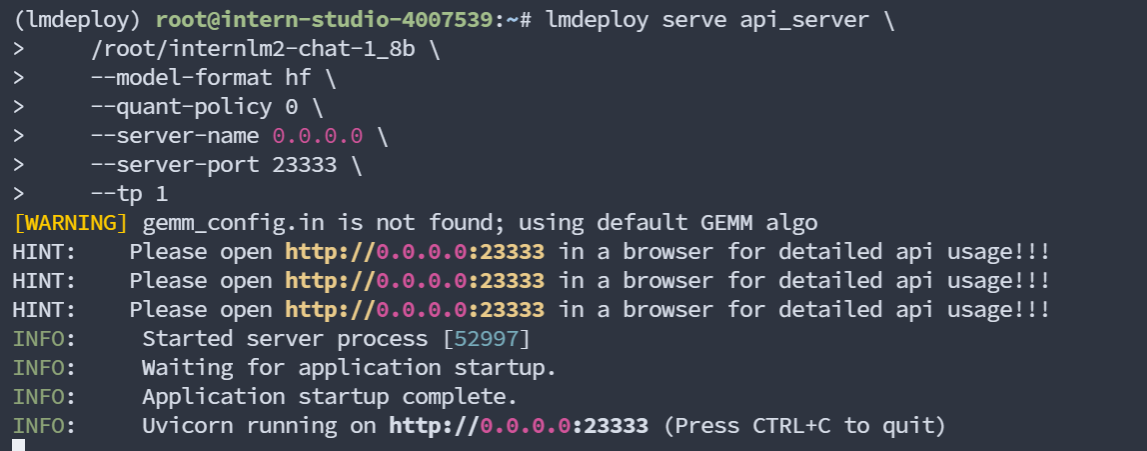 (lmdeploy) root@intern-studio-4007539:~# lmdeploy serve api_server \
>     /root/internlm2-chat-1_8b \
>     --model-format hf \
>     --quant-policy 0 \
>     --server-name 0.0.0.0 \
>     --server-port 23333 \
>     --tp 1
[WARNING] gemm_config.in is not found; using default GEMM algo
HINT:    Please open http://0.0.0.0:23333 in a browser for detailed api usage!!!
HINT:    Please open http://0.0.0.0:23333 in a browser for detailed api usage!!!
HINT:    Please open http://0.0.0.0:23333 in a browser for detailed api usage!!!
INFO:     Started server process [52997]
INFO:     Waiting for application startup.
INFO:     Application startup complete.
INFO:     Uvicorn running on http://0.0.0.0:23333 (Press CTRL+C to quit)